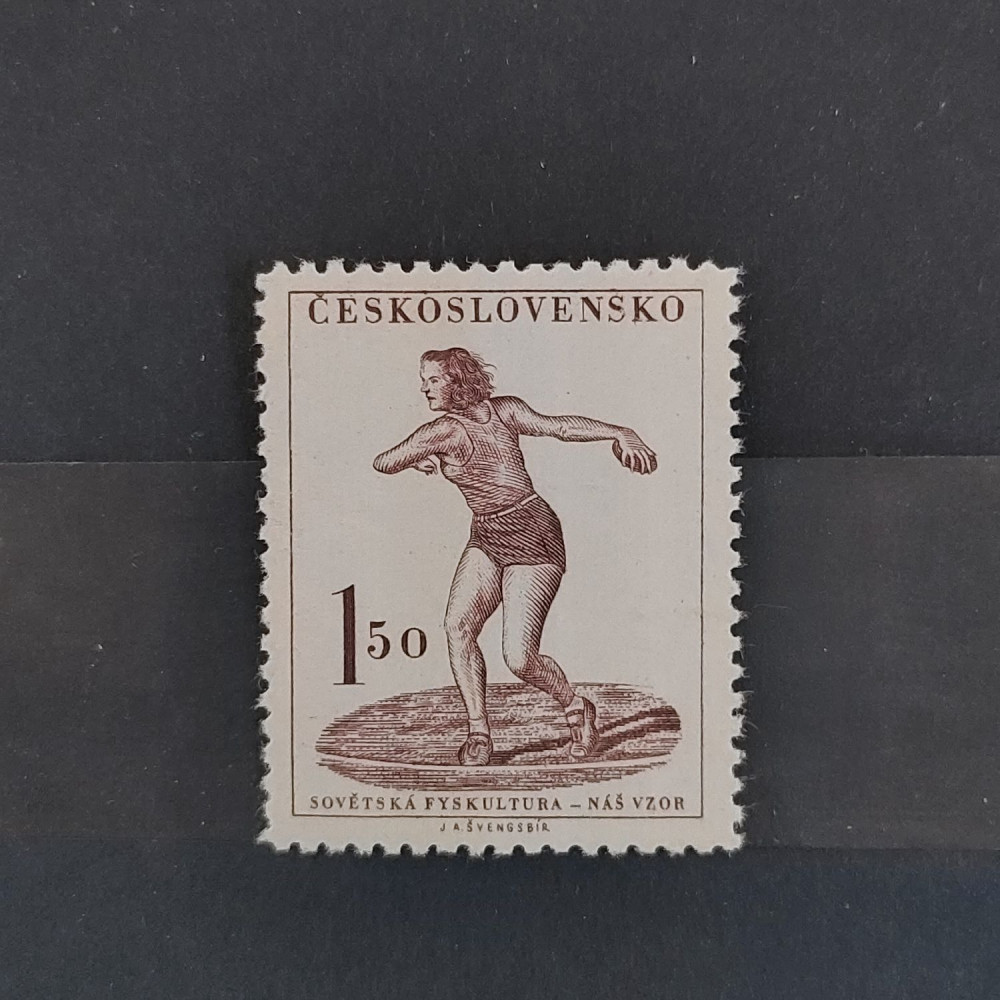 ČESKOSLOVENSKO
1 50
SOVĚTSKÁ FYSKULTURA – NÁŠ VZOR
J A. ŠVENGSBÍR